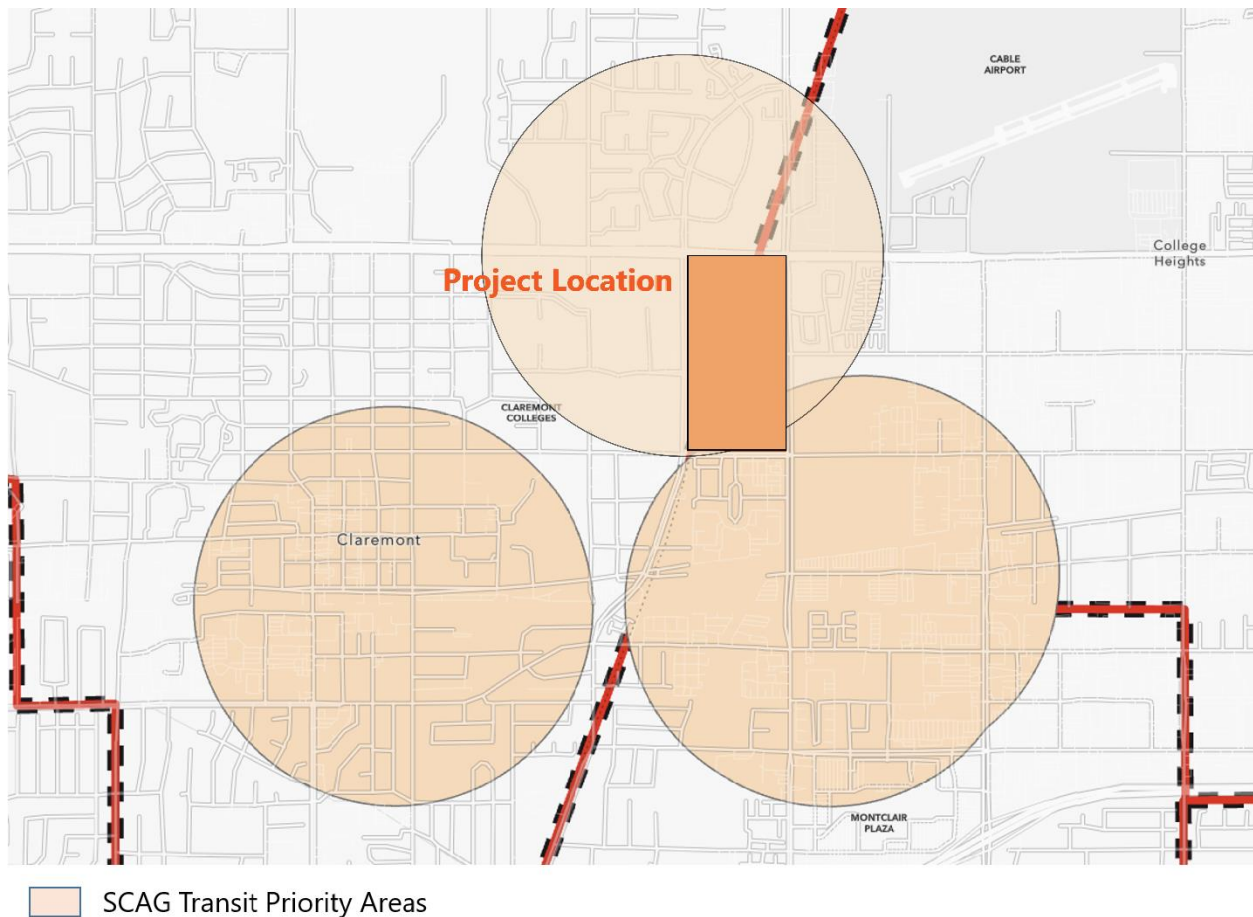 CABLE
AIRPORT
College
Heights
Project Location
CLAREMONT
COLLEGES
Claremont
MONTCLAIR
PLAZA
SCAG Transit Priority Areas